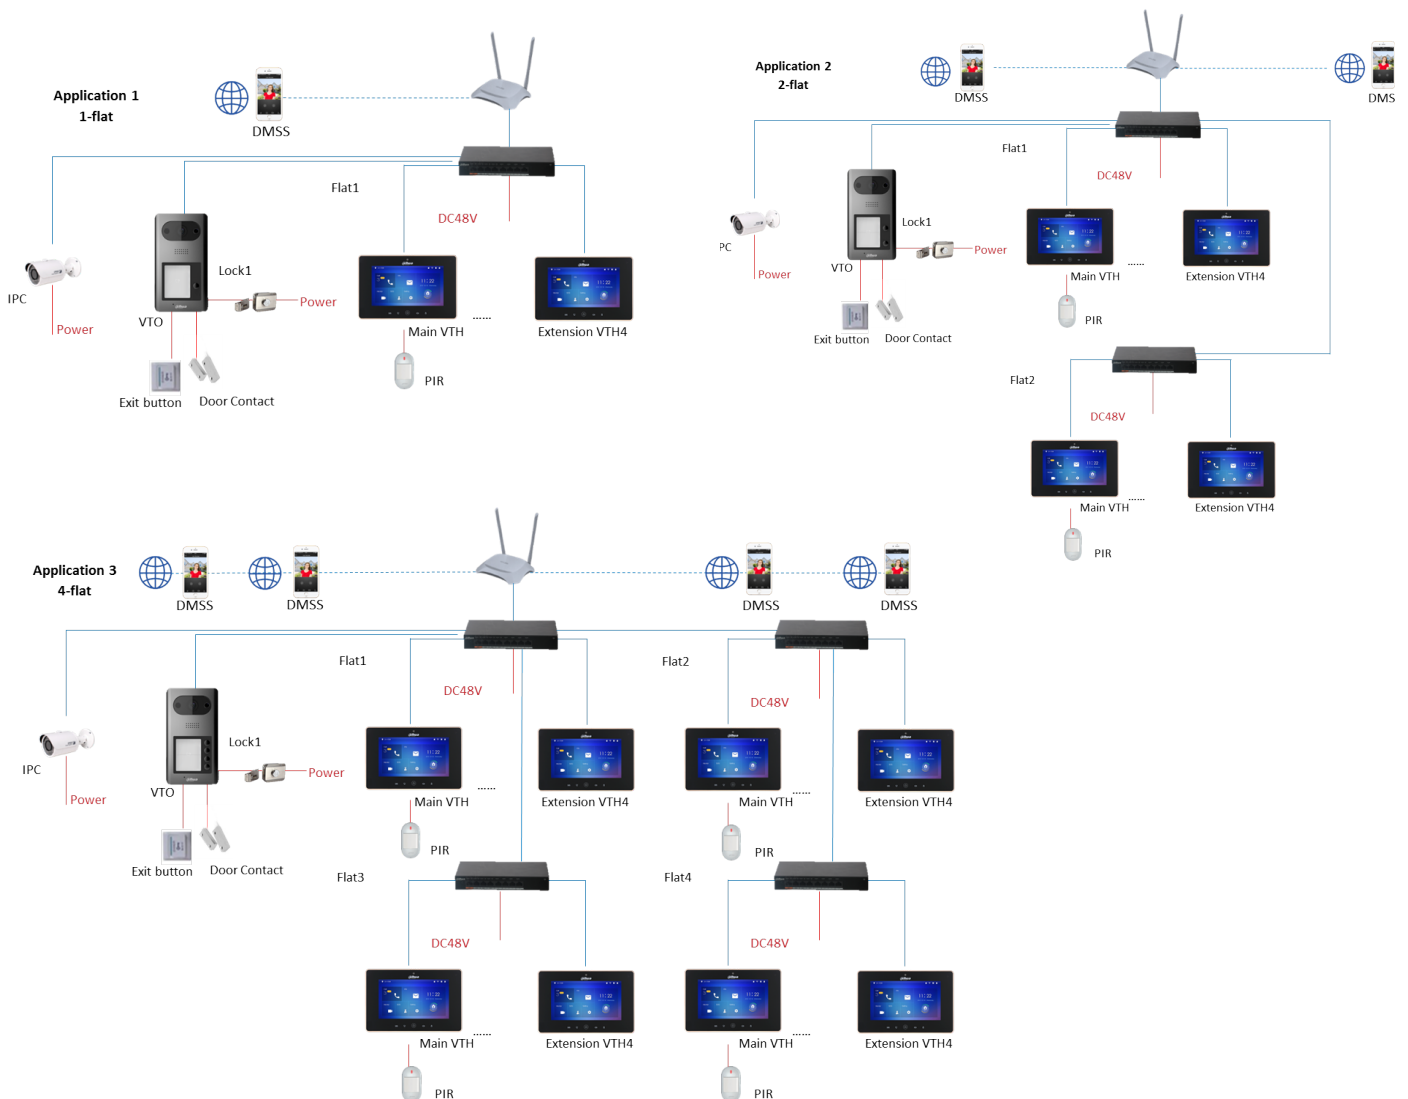 Application 1
1-flat
DMSS
Flat1
DC48V
Lock1
IPC
Power
VTO
Power
Main VTH
......
Extension VTH4
PIR
Exit button
Door Contact
Application 2
2-flat
DMSS
DMS
Flat1
DC48V
Lock1
PC
Power
VTO
Power
Main VTH
......
Extension VTH4
PIR
Exit button
Door Contact
Flat2
DC48V
Main VTH
......
Extension VTH4
PIR
Application 3
4-flat
DMSS
DMSS
DMSS
DMSS
Flat1
DC48V
Flat2
DC48V
Lock1
IPC
Power
VTO
Power
Main VTH
......
Extension VTH4
Main VTH
......
Extension VTH4
PIR
PIR
Exit button
Door Contact
Flat3
DC48V
Flat4
DC48V
Main VTH
......
Extension VTH4
Main VTH
......
Extension VTH4
PIR
PIR